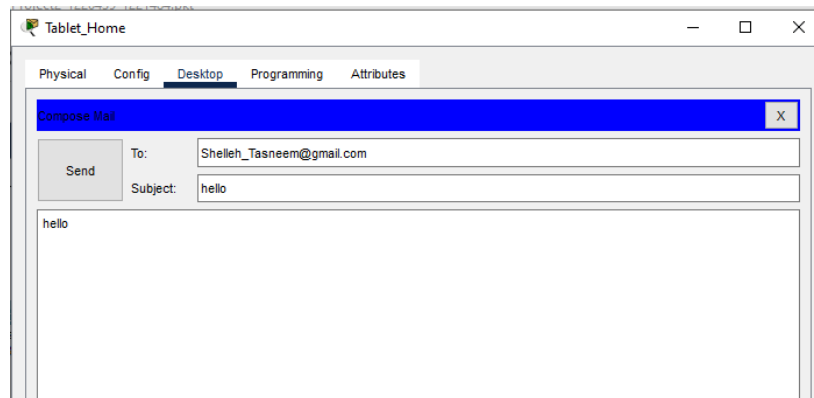 Tablet_Home
Physical Config Desktop Programming Attributes
Compose Mail X
Send
To: Shelleh_Tasneem@gmail.com
Subject: hello
hello